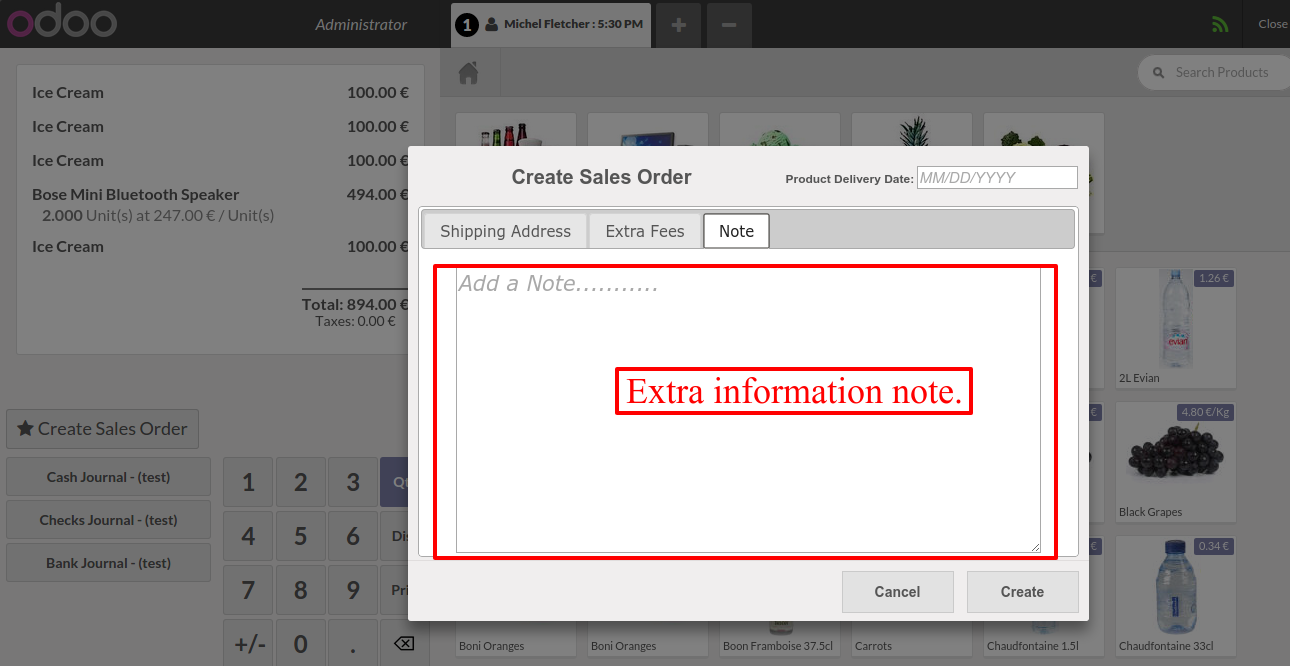 odoo
Administrator
1 Michel Fletcher : 5:30 PM
+
−
Close
Search Products
Ice Cream 100.00 €
Ice Cream 100.00 €
Ice Cream 100.00 €
Bose Mini Bluetooth Speaker 494.00 €
2.000 Unit(s) at 247.00 € / Unit(s)
Ice Cream 100.00 €
Total: 894.00 €
Taxes: 0.00 €
Create Sales Order
Cash Journal - (test)
Checks Journal - (test)
Bank Journal - (test)
1 2 3
4 5 6
7 8 9
+/- 0 .
Create Sales Order
Product Delivery Date: MM/DD/YYYY
Shipping Address
Extra Fees
Note
Add a Note...........
Extra information note.
Cancel
Create
€
1.26 €
evian
2L Evian
€
4.80 €/Kg
Black Grapes
€
0.34 €
Boni Oranges
Boni Oranges
Boon Framboise 37.5cl
Carrots
Chaudfontaine 1.5l
Chaudfontaine 33cl